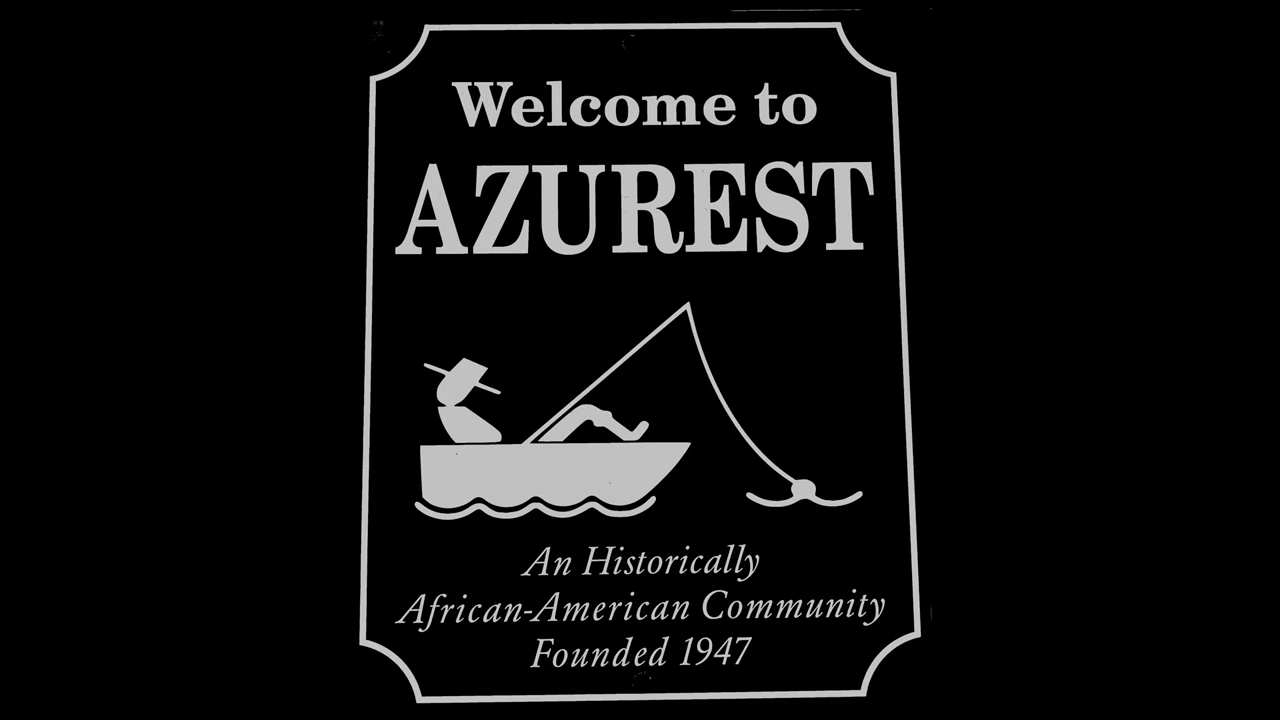 Welcome to
AZUREST
An Historically
African-American Community
Founded 1947